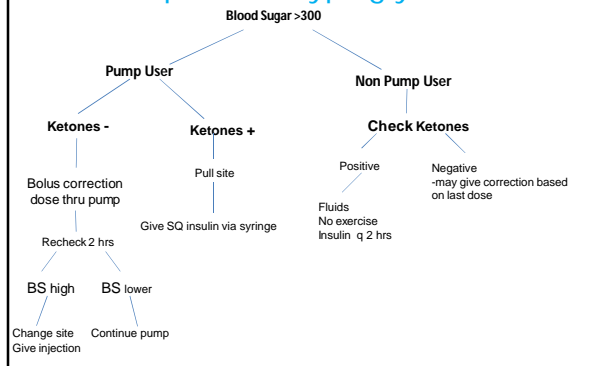 Blood Sugar >300
Pump User
Non Pump User
Ketones -
Ketones +
Check Ketones
Pull site
Positive
Negative
-may give correction based
on last dose
Bolus correction
dose thru pump
Give SQ insulin via syringe
Fluids
No exercise
Insulin q 2 hrs
Recheck 2 hrs
BS high
BS lower
Change site
Give injection
Continue pump